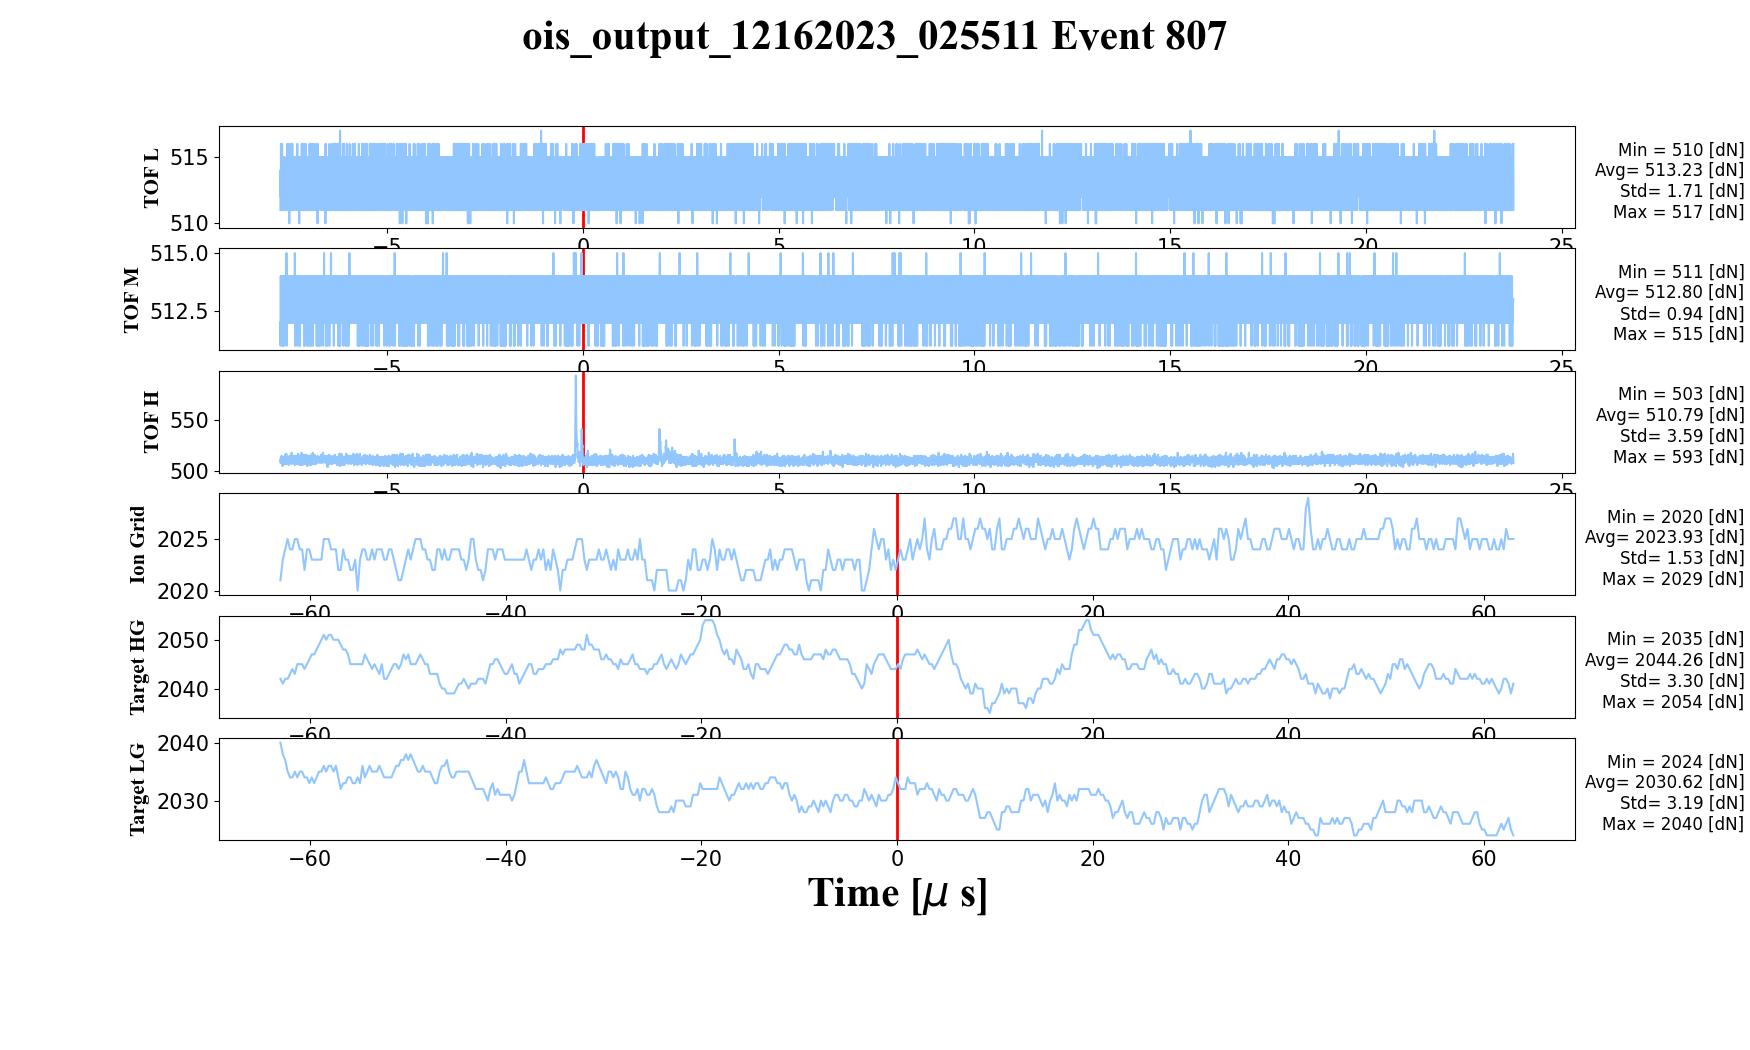 ois_output_12162023_025511 Event 807
TOF L
515
510
−5
0
5
10
15
20
25
Min = 510 [dN]
Avg= 513.23 [dN]
Std= 1.71 [dN]
Max = 517 [dN]
TOF M
515.0
512.5
−5
0
5
10
15
20
25
Min = 511 [dN]
Avg= 512.80 [dN]
Std= 0.94 [dN]
Max = 515 [dN]
TOF H
550
500
−5
0
5
10
15
20
25
Min = 503 [dN]
Avg= 510.79 [dN]
Std= 3.59 [dN]
Max = 593 [dN]
Ion Grid
2025
2020
−60
−40
−20
0
20
40
60
Min = 2020 [dN]
Avg= 2023.93 [dN]
Std= 1.53 [dN]
Max = 2029 [dN]
Target HG
2050
2040
−60
−40
−20
0
20
40
60
Min = 2035 [dN]
Avg= 2044.26 [dN]
Std= 3.30 [dN]
Max = 2054 [dN]
Target LG
2040
2030
−60
−40
−20
0
20
40
60
Min = 2024 [dN]
Avg= 2030.62 [dN]
Std= 3.19 [dN]
Max = 2040 [dN]
Time [μ s]